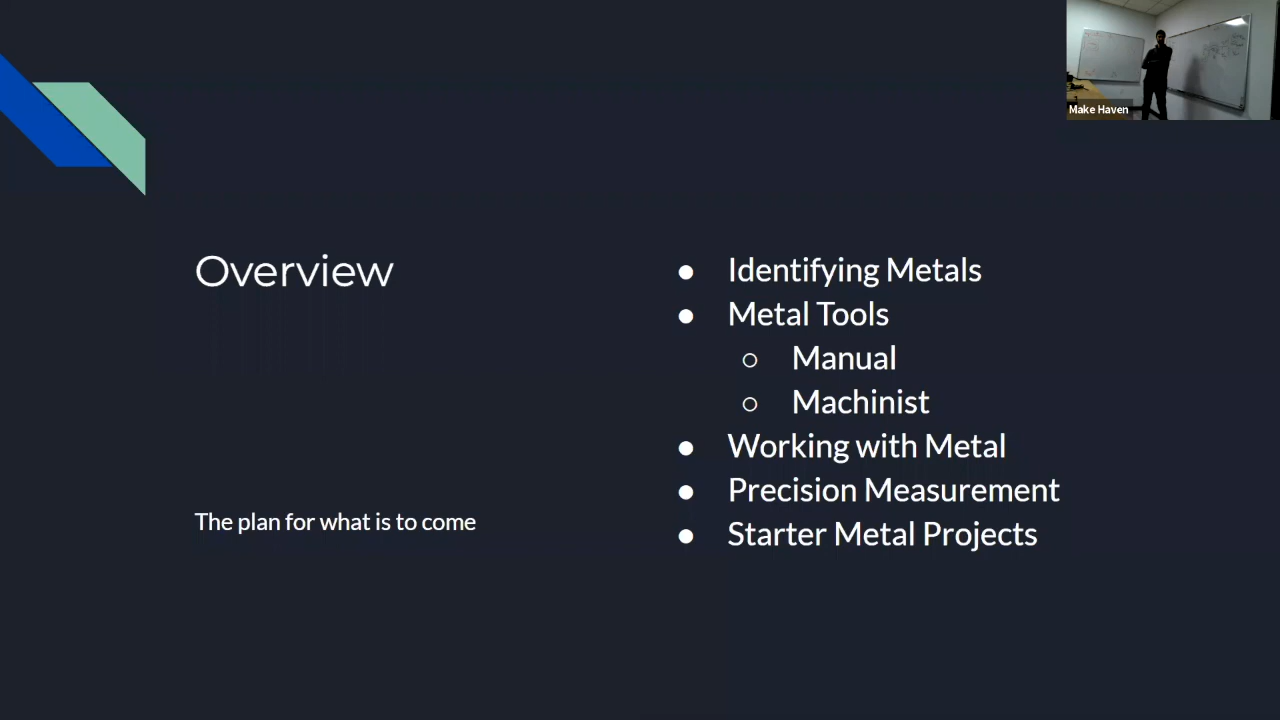 Make Haven
Overview
The plan for what is to come
● Identifying Metals
● Metal Tools
○ Manual
○ Machinist
● Working with Metal
● Precision Measurement
● Starter Metal Projects